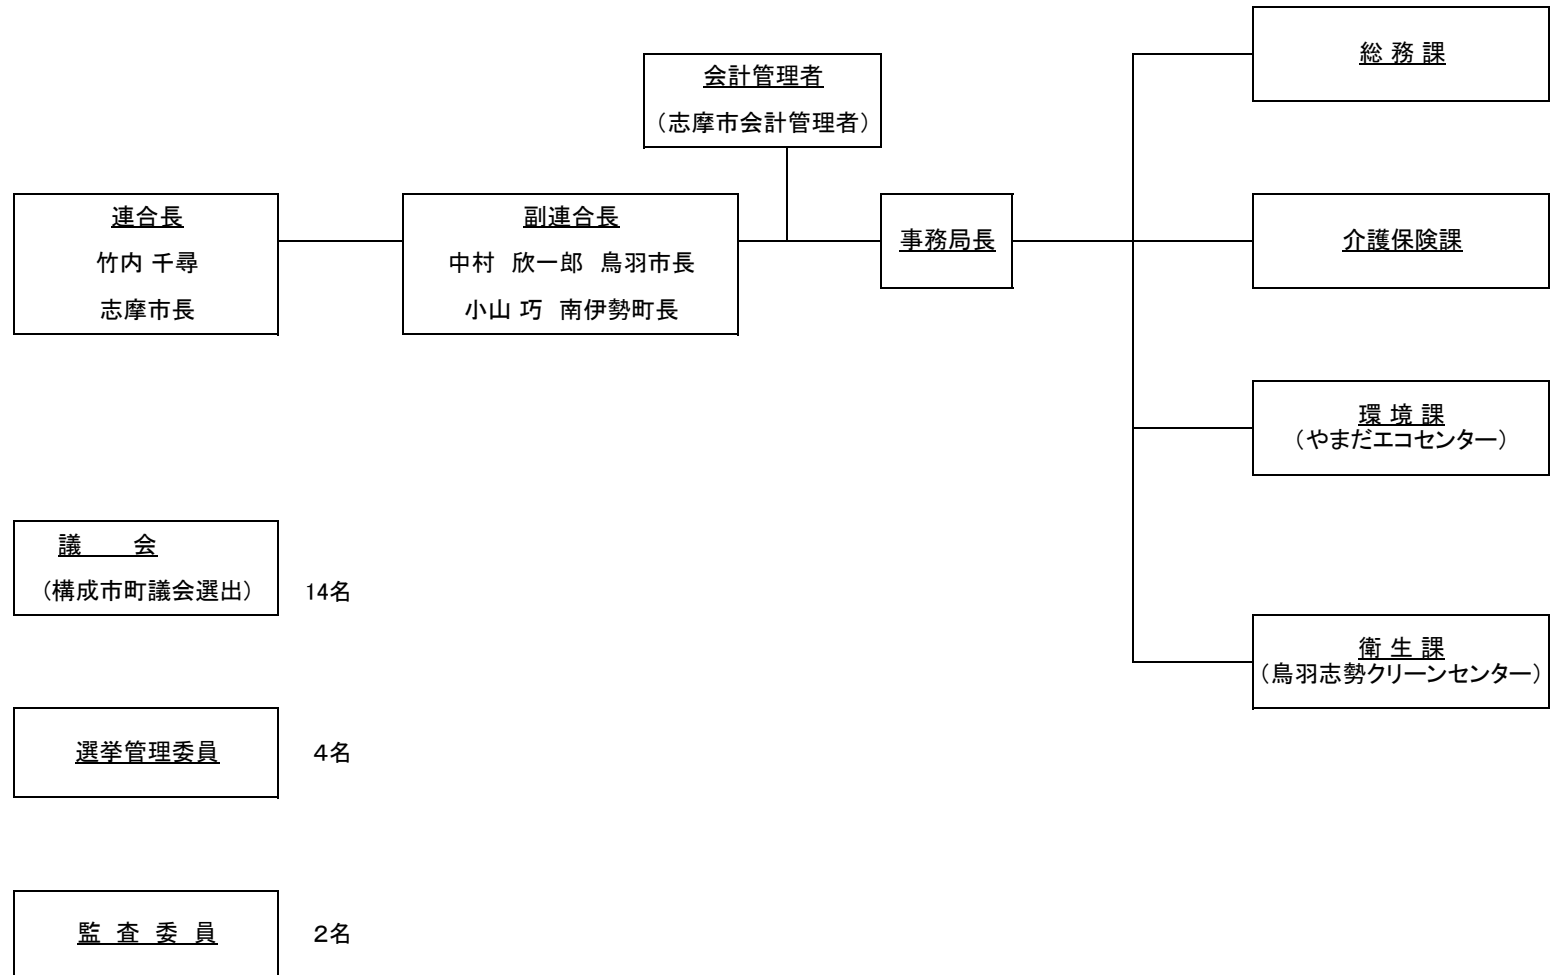 総 務 課
会計管理者
（志摩市会計管理者）
連合長
竹内 千尋
志摩市長
副連合長
中村　欣一郎　鳥羽市長
小山 巧　南伊勢町長
事務局長
介護保険課
環 境 課
（やまだエコセンター）
議　　会
（構成市町議会選出）　14名
衛 生 課
（鳥羽志勢クリーンセンター）
選挙管理委員　４名
監　査　委　員　２名